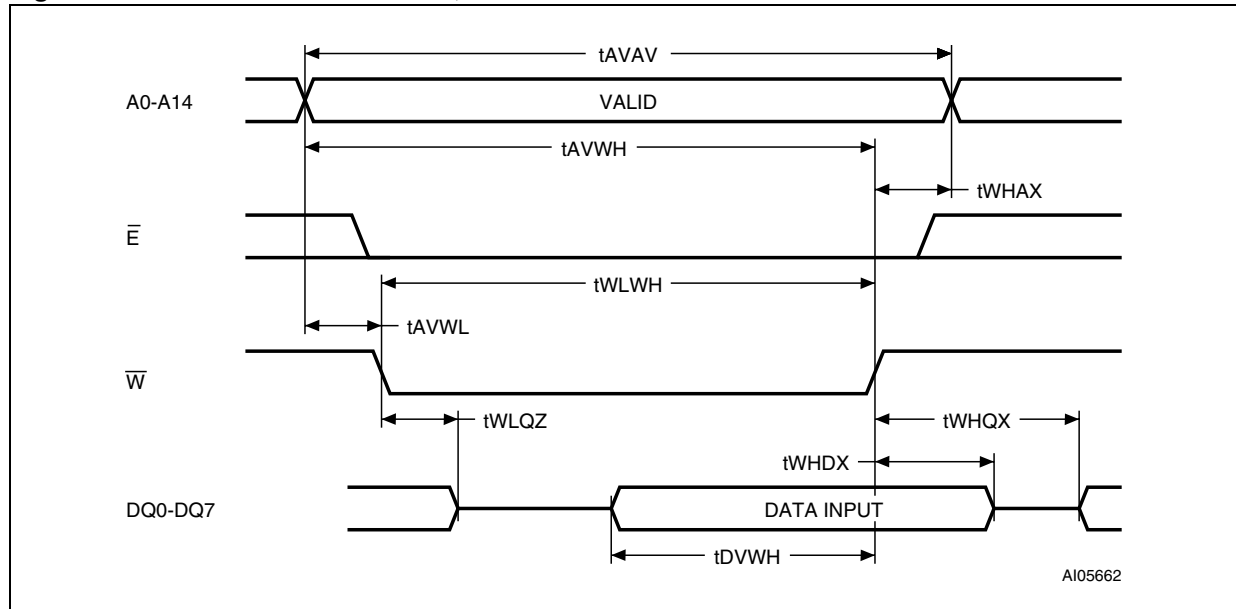 tAVAV
A0-A14
VALID
tAVWH
tWHAX
E̅
tWLWH
tAVWL
W̅
tWLQZ
tWHQX
tWHDX
DQ0-DQ7
DATA INPUT
tDVWH
AI05662